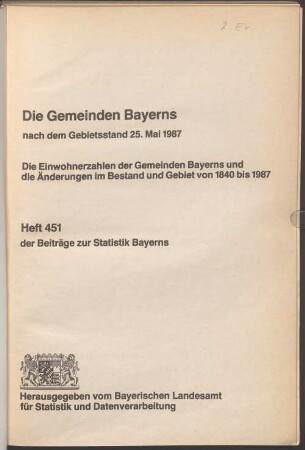 2. Ex.
Die Gemeinden Bayerns
nach dem Gebietsstand 25. Mai 1987
Die Einwohnerzahlen der Gemeinden Bayerns und
die Änderungen im Bestand und Gebiet von 1840 bis 1987
Heft 451
der Beiträge zur Statistik Bayerns
Herausgegeben vom Bayerischen Landesamt
für Statistik und Datenverarbeitung